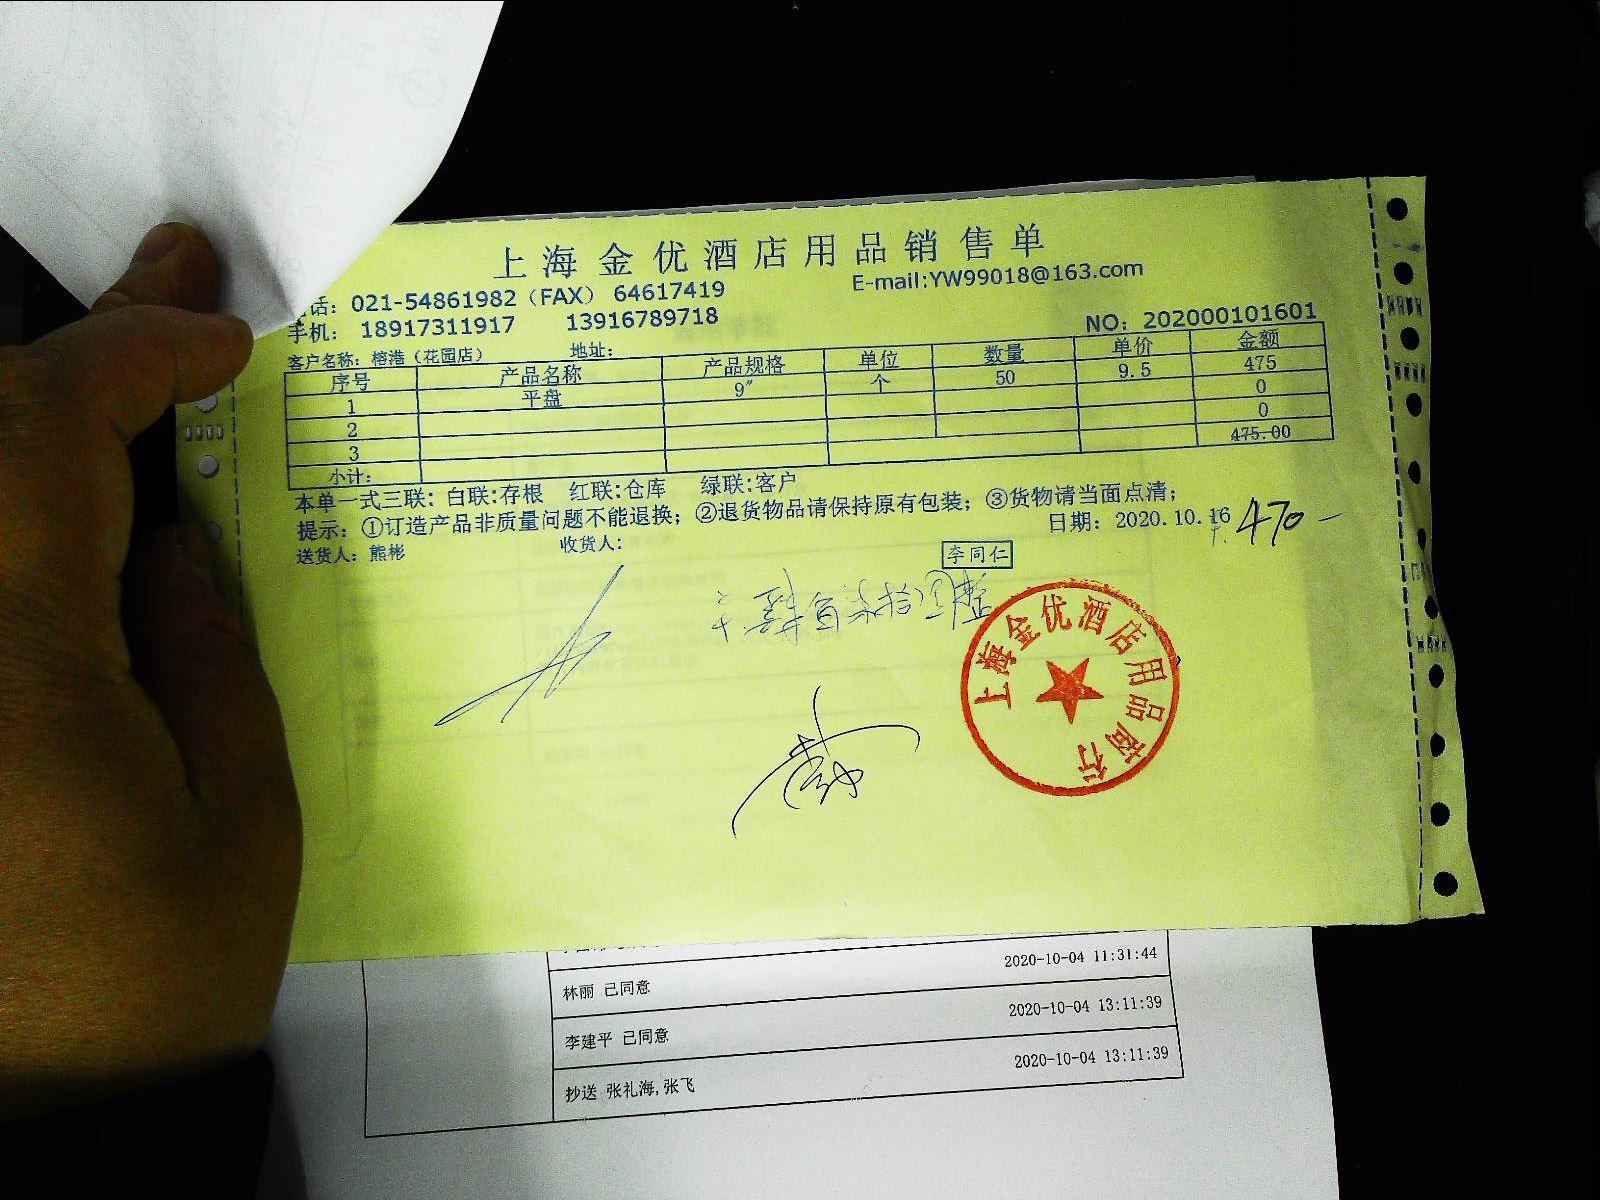 上海金优酒店用品销售单
话: 021-54861982（FAX） 64617419
E-mail:YW99018@163.com
手机: 18917311917 13916789718
NO: 202000101601
客户名称: 榕港（花园店） 地址:
序号 产品名称 产品规格 单位 数量 单价 金额
1 平盘 9" 个 50 9.5 475
2 0
3 0
小计: 475.00
本单一式三联: 白联:存根 红联:仓库 绿联:客户
提示: ①订造产品非质量问题不能退换; ②退货物品请保持原有包装; ③货物请当面点清;
送货人: 熊彬 收货人: 日期: 2020.10.16
470-
李同仁
上海金优酒店用品商行
2020-10-04 11:31:44
林丽 已同意
2020-10-04 13:11:39
李建平 已同意
2020-10-04 13:11:39
抄送 张礼海,张飞